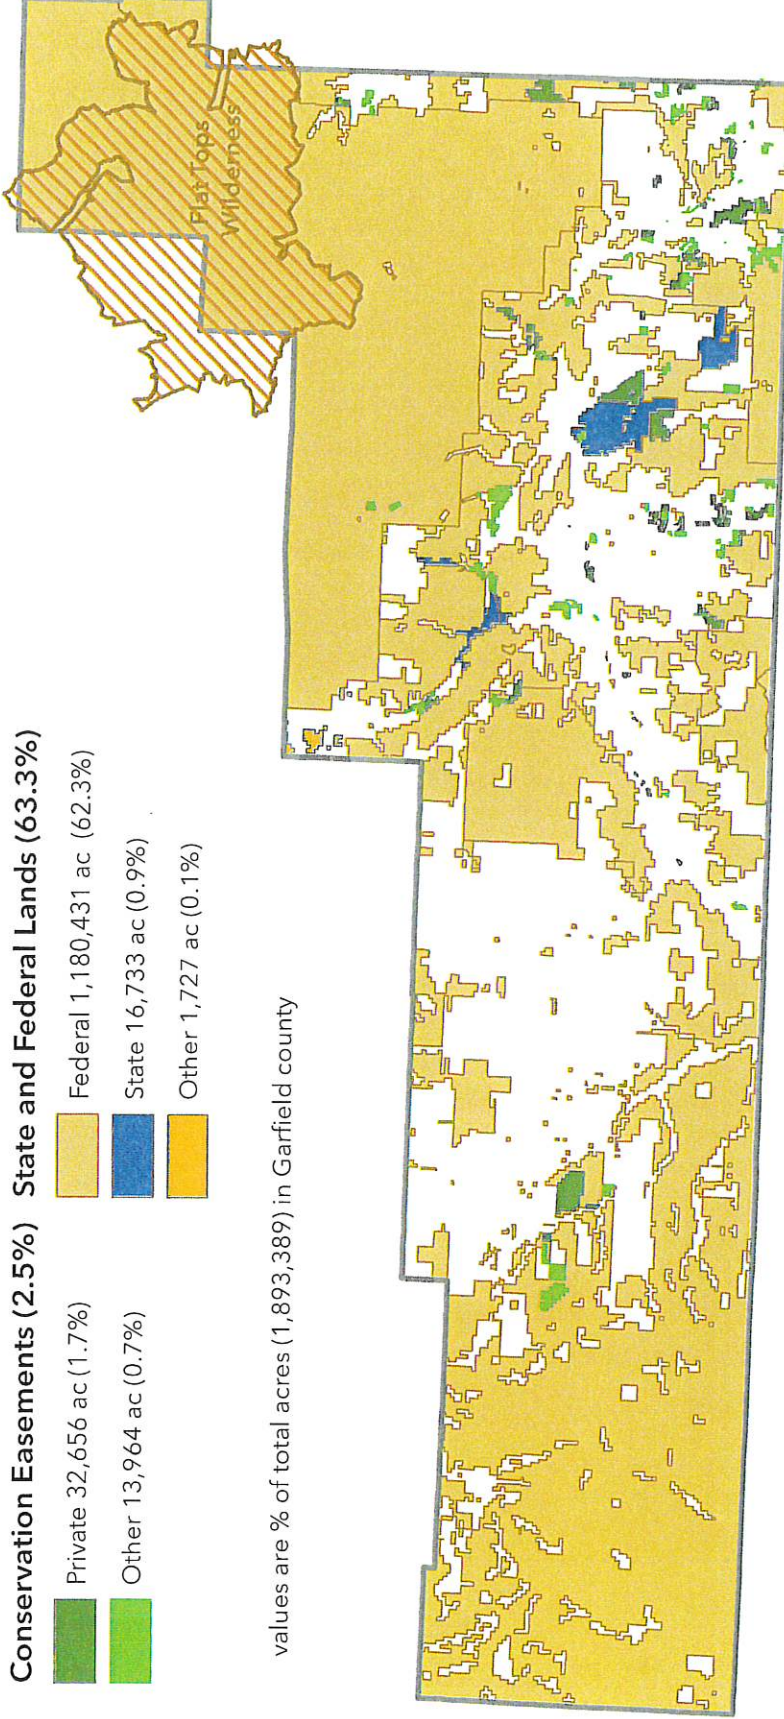 Conservation Easements (2.5%)
Private 32,656 ac (1.7%)
Other 13,964 ac (0.7%)
State and Federal Lands (63.3%)
Federal 1,180,431 ac (62.3%)
State 16,733 ac (0.9%)
Other 1,727 ac (0.1%)
values are % of total acres (1,893,389) in Garfield county
Flat Tops
Wilderness